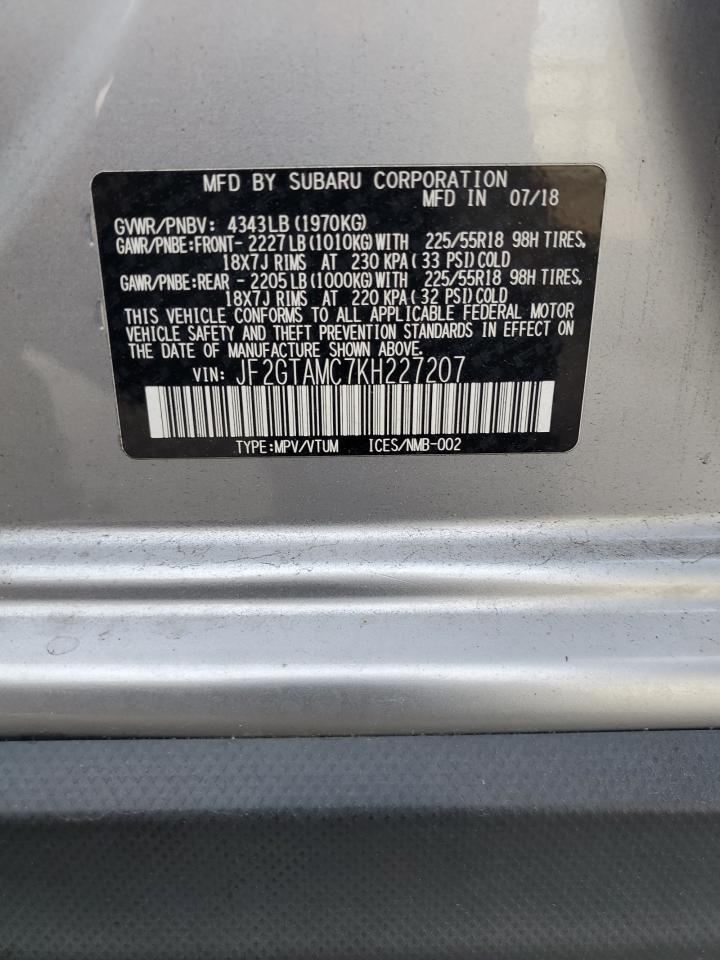 MFD BY SUBARU CORPORATION
MFD IN 07/18
GVWR/PNBV: 4343LB (1970KG)
GAWR/PNBE:FRONT- 2227LB (1010KG)WITH 225/55R18 98H TIRES,
18X7J RIMS AT 230 KPA( 33 PSI)COLD
GAWR/PNBE:REAR - 2205LB (1000KG)WITH 225/55R18 98H TIRES,
18X7J RIMS AT 220 KPA( 32 PSI)COLD
THIS VEHICLE CONFORMS TO ALL APPLICABLE FEDERAL MOTOR
VEHICLE SAFETY AND THEFT PREVENTION STANDARDS IN EFFECT ON
THE DATE OF MANUFACTURE SHOWN ABOVE.
VIN: JF2GTAMC7KH227207
TYPE:MPV/VTUM ICES/NMB-002